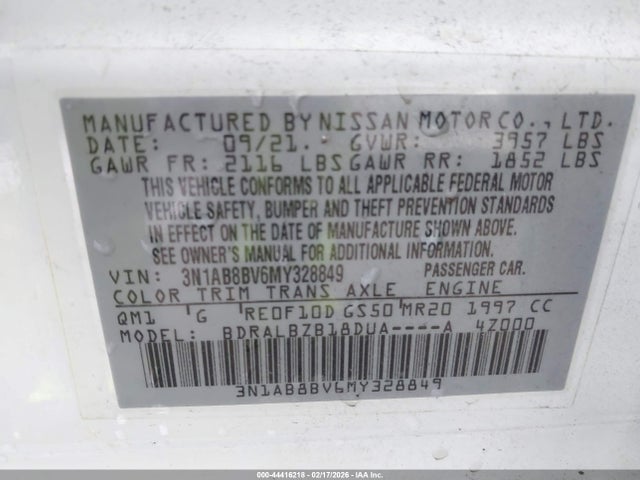 MANUFACTURED BY NISSAN MOTOR CO., LTD.
DATE: 09/21. GVWR: 3957 LBS
GAWR FR: 2116 LBS GAWR RR: 1852 LBS
THIS VEHICLE CONFORMS TO ALL APPLICABLE FEDERAL MOTOR
VEHICLE SAFETY, BUMPER AND THEFT PREVENTION STANDARDS
IN EFFECT ON THE DATE OF MANUFACTURE SHOWN ABOVE.
SEE OWNER'S MANUAL FOR ADDITIONAL INFORMATION.
VIN: 3N1AB8BV6MY328849 PASSENGER CAR.
COLOR TRIM TRANS AXLE ENGINE
QM1 G RE0F10D GS50 MR20 1997 CC
MODEL: BDRALBZB18DUA----A 4Z000
3N1AB8BV6MY328849
000-44416218 - 02/17/2026 - IAA Inc.